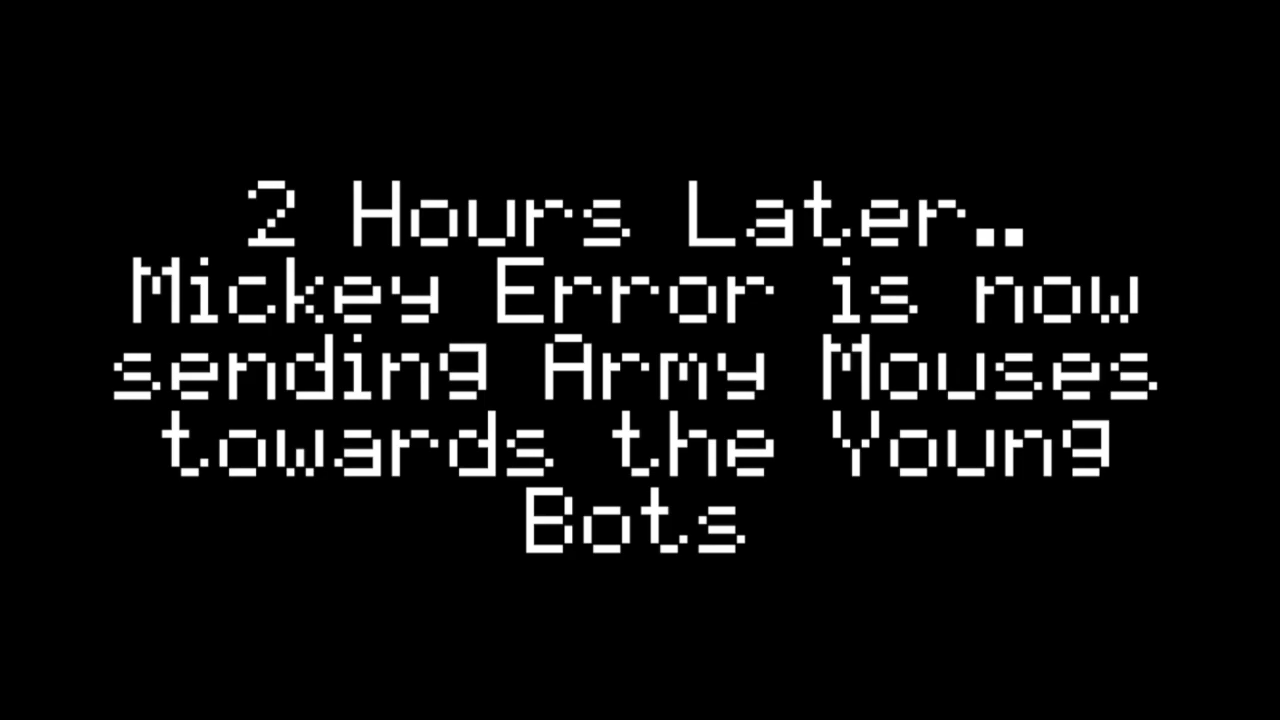 2 Hours Later..
Mickey Error is now
sending Army Mouses
towards the Young
Bots